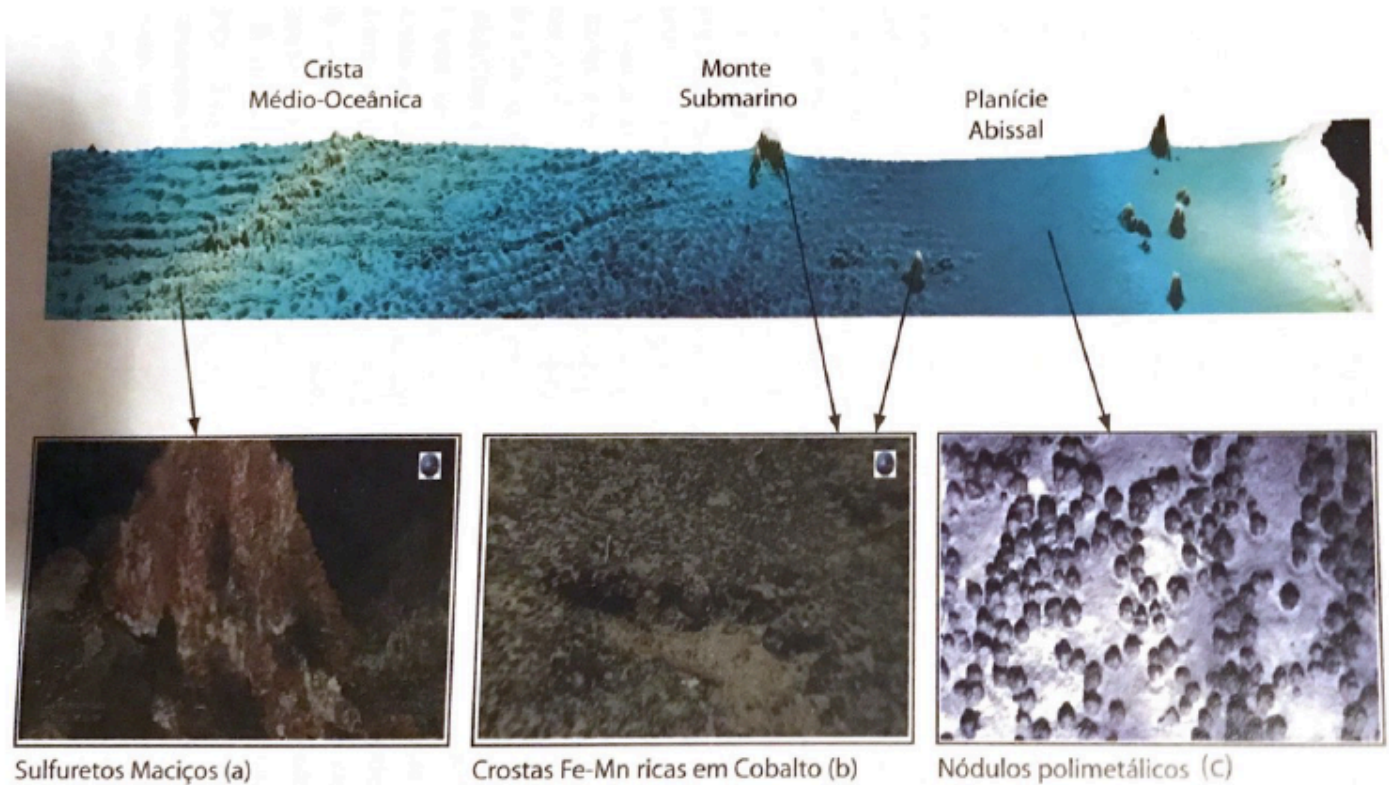 Crista
Médio-Oceânica
Monte
Submarino
Planície
Abissal
Sulfuretos Maciços (a)
Crostas Fe-Mn ricas em Cobalto (b)
Nódulos polimetálicos (C)